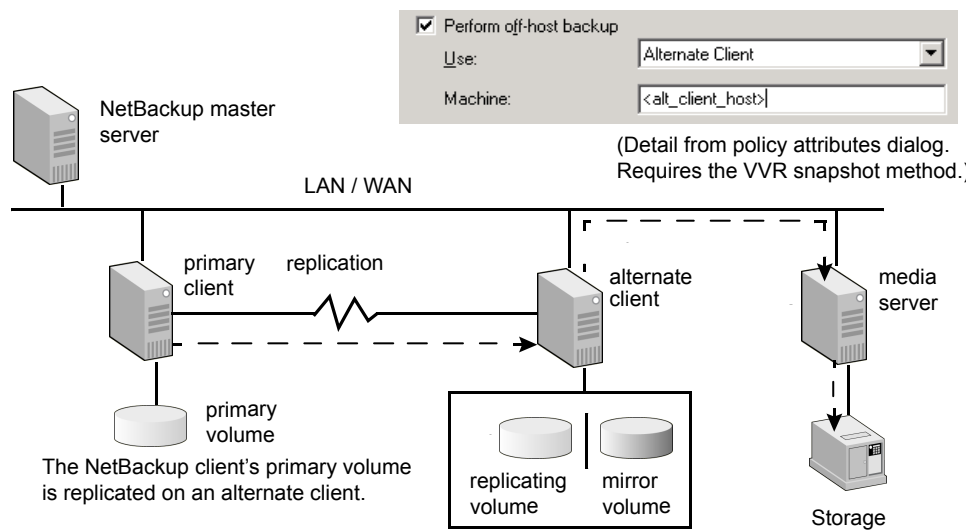 Perform off-host backup
Use:
Alternate Client
Machine:
<alt_client_host>
(Detail from policy attributes dialog.
Requires the VVR snapshot method.)
NetBackup master
server
LAN / WAN
primary
client
replication
alternate
client
media
server
primary
volume
The NetBackup client's primary volume
is replicated on an alternate client.
replicating
volume
mirror
volume
Storage